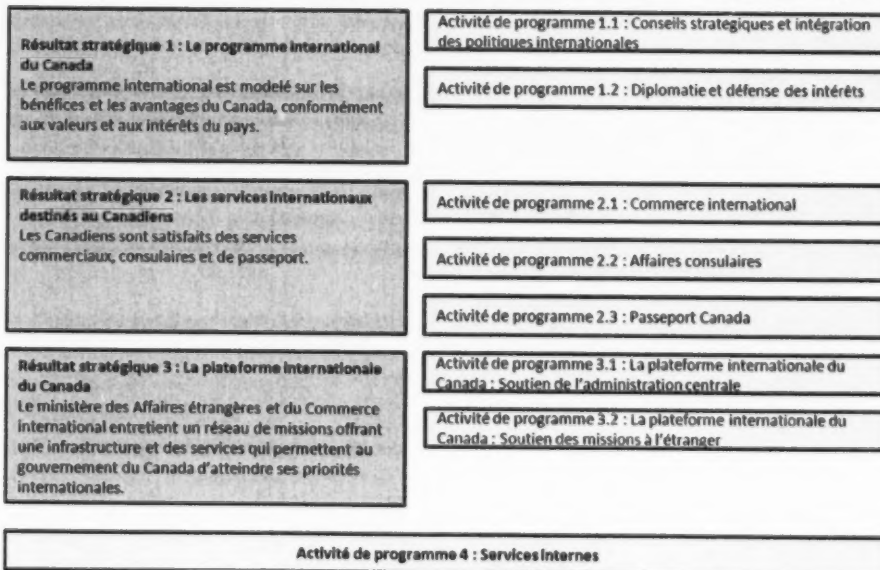 Résultat stratégique 1 : Le programme international
du Canada
Le programme international est modelé sur les
bénéfices et les avantages du Canada, conformément
aux valeurs et aux intérêts du pays.
Activité de programme 1.1 : Conseils strategiques et intégration
des politiques internationales
Activité de programme 1.2 : Diplomatie et défense des intérêts
Résultat stratégique 2 : Les services internationaux
destinés au Canadiens
Les Canadiens sont satisfaits des services
commerciaux, consulaires et de passeport.
Activité de programme 2.1 : Commerce international
Activité de programme 2.2 : Affaires consulaires
Activité de programme 2.3 : Passeport Canada
Résultat stratégique 3 : La plateforme internationale
du Canada
Le ministère des Affaires étrangères et du Commerce
international entretient un réseau de missions offrant
une infrastructure et des services qui permettent au
gouvernement du Canada d'atteindre ses priorités
internationales.
Activité de programme 3.1 : La plateforme internationale du
Canada : Soutien de l'administration centrale
Activité de programme 3.2 : La plateforme internationale du
Canada : Soutien des missions à l'étranger
Activité de programme 4 : Services Internes